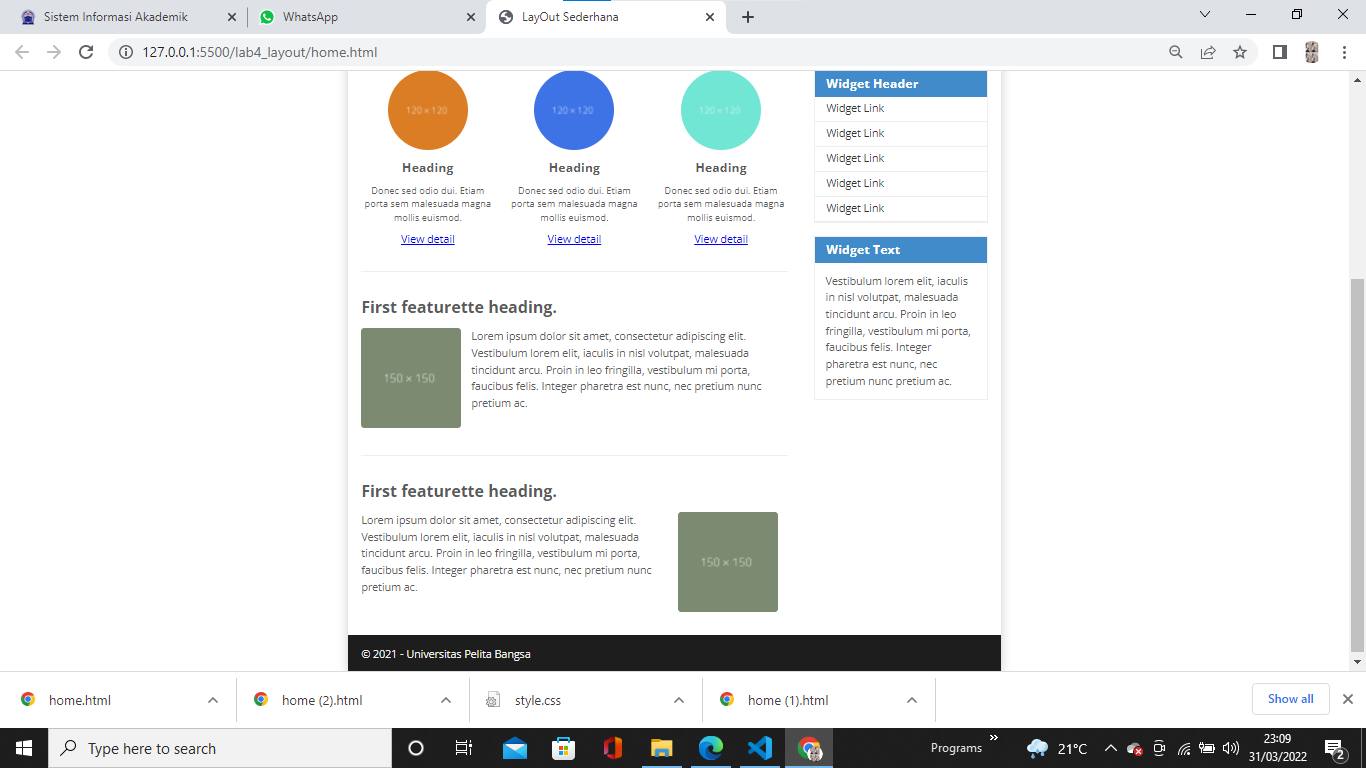 Sistem Informasi Akademik
WhatsApp
LayOut Sederhana
127.0.0.1:5500/lab4_layout/home.html
120 × 120
120 × 120
120 × 120
Heading
Heading
Heading
Donec sed odio dui. Etiam
porta sem malesuada magna
mollis euismod.
Donec sed odio dui. Etiam
porta sem malesuada magna
mollis euismod.
Donec sed odio dui. Etiam
porta sem malesuada magna
mollis euismod.
View detail
View detail
View detail
First featurette heading.
150 × 150
Lorem ipsum dolor sit amet, consectetur adipiscing elit.
Vestibulum lorem elit, iaculis in nisl volutpat, malesuada
tincidunt arcu. Proin in leo fringilla, vestibulum mi porta,
faucibus felis. Integer pharetra est nunc, nec pretium nunc
pretium ac.
First featurette heading.
Lorem ipsum dolor sit amet, consectetur adipiscing elit.
Vestibulum lorem elit, iaculis in nisl volutpat, malesuada
tincidunt arcu. Proin in leo fringilla, vestibulum mi porta,
faucibus felis. Integer pharetra est nunc, nec pretium nunc
pretium ac.
150 × 150
Widget Header
Widget Link
Widget Link
Widget Link
Widget Link
Widget Link
Widget Text
Vestibulum lorem elit, iaculis
in nisl volutpat, malesuada
tincidunt arcu. Proin in leo
fringilla, vestibulum mi porta,
faucibus felis. Integer
pharetra est nunc, nec
pretium nunc pretium ac.
© 2021 - Universitas Pelita Bangsa
home.html
home (2).html
style.css
home (1).html
Show all
Type here to search
Programs
21°C
23:09
31/03/2022
2